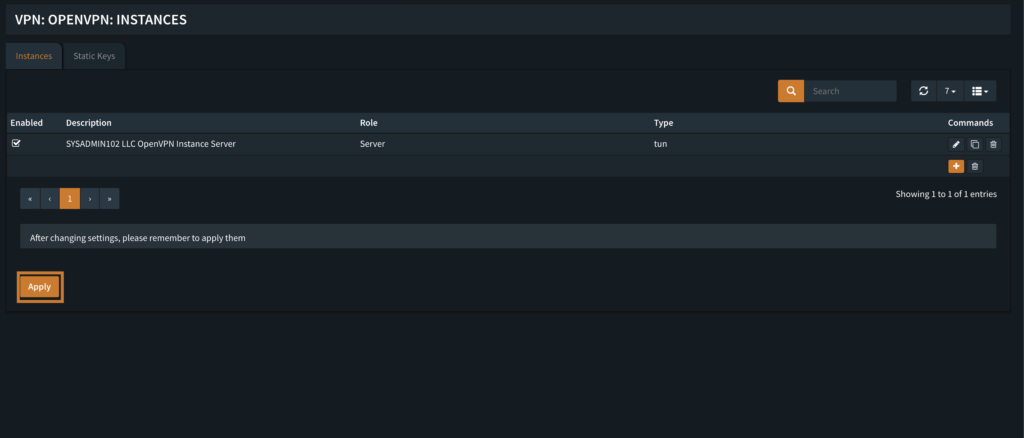 VPN: OPENVPN: INSTANCES
Instances Static Keys
Search 7
Enabled Description Role Type Commands
SYSADMIN102 LLC OpenVPN Instance Server Server tun
« ‹ 1 › » Showing 1 to 1 of 1 entries
After changing settings, please remember to apply them
Apply